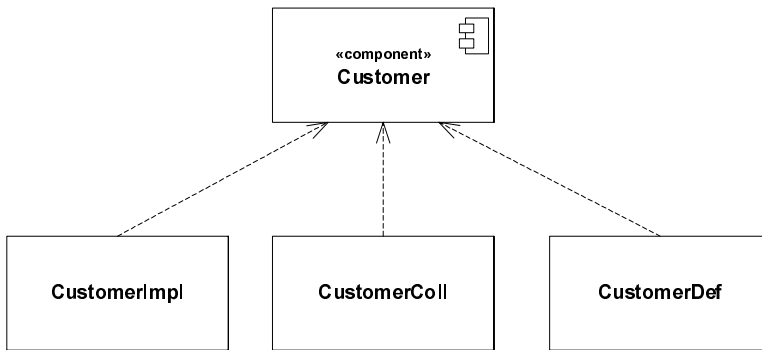 «component»
Customer
CustomerImpl
CustomerColl
CustomerDef